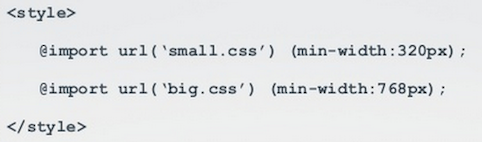 <style>
@import url(‘small.css’) (min-width:320px);
@import url(‘big.css’) (min-width:768px);
</style>